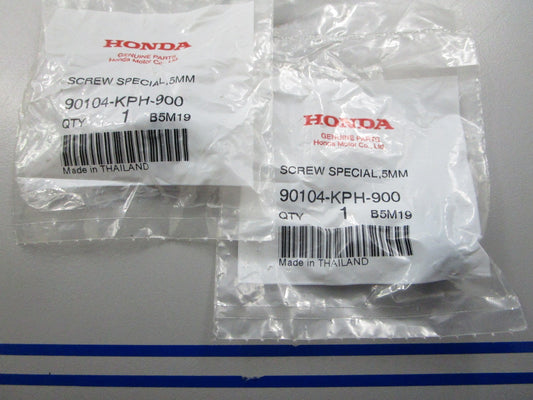 HONDA
GENUINE PARTS
Honda Motor Co., Ltd
SCREW SPECIAL,5MM
90104-KPH-900
QTY 1 B5M19
Made in THAILAND
HONDA
GENUINE PARTS
Honda Motor Co., Ltd
SCREW SPECIAL,5MM
90104-KPH-900
QTY 1 B5M19
Made in THAILAND